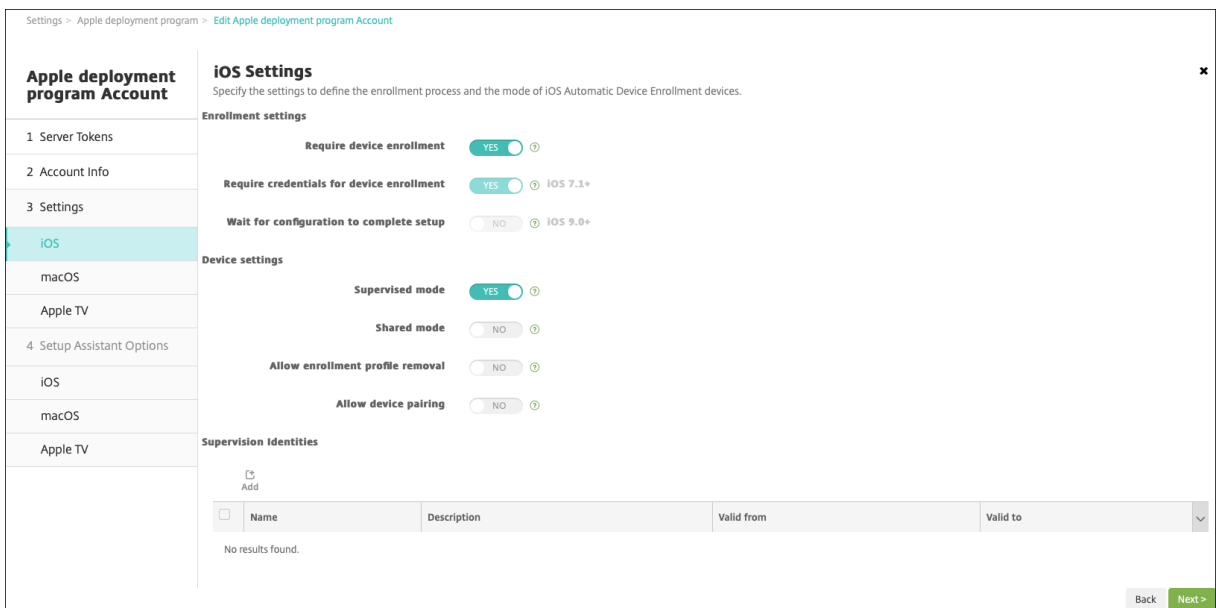 Settings > Apple deployment program > Edit Apple deployment program Account
Apple deployment
program Account
1 Server Tokens
2 Account Info
3 Settings
iOS
macOS
Apple TV
4 Setup Assistant Options
iOS
macOS
Apple TV
iOS Settings
Specify the settings to define the enrollment process and the mode of iOS Automatic Device Enrollment devices.
Enrollment settings
Require device enrollment YES
Require credentials for device enrollment YES iOS 7.1+
Wait for configuration to complete setup NO iOS 9.0+
Device settings
Supervised mode YES
Shared mode NO
Allow enrollment profile removal NO
Allow device pairing NO
Supervision Identities
Add
Name Description Valid from Valid to
No results found.
Back Next >